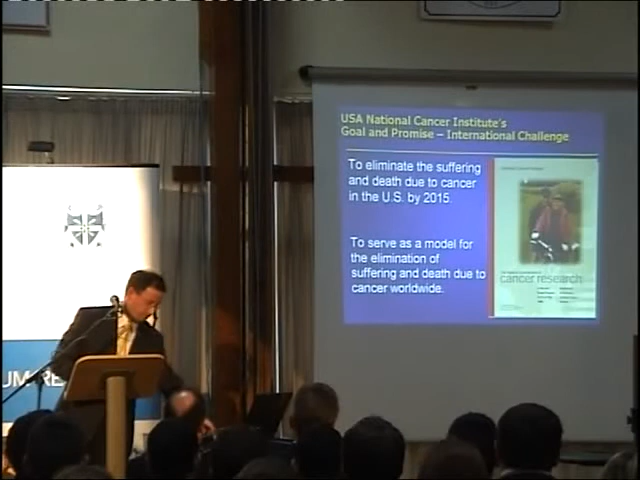 USA National Cancer Institute's
Goal and Promise – International Challenge
To eliminate the suffering
and death due to cancer
in the U.S. by 2015.
To serve as a model for
the elimination of
suffering and death due to
cancer worldwide.
cancer research
UM RE